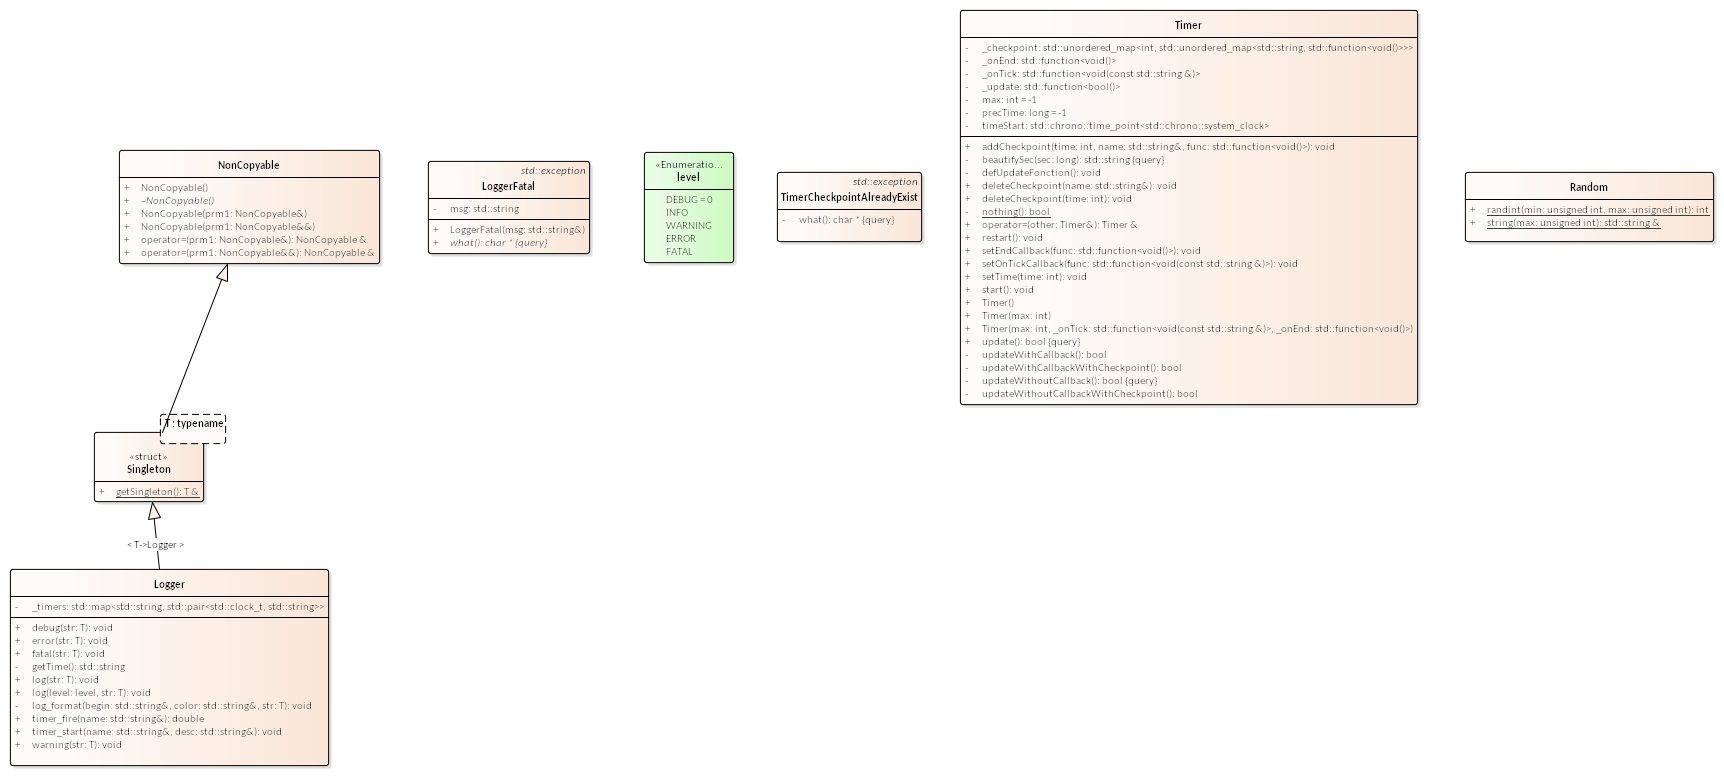 NonCopyable
+ NonCopyable()
+ ~NonCopyable()
+ NonCopyable(prm1: NonCopyable&)
+ NonCopyable(prm1: NonCopyable&&)
+ operator=(prm1: NonCopyable&): NonCopyable &
+ operator=(prm1: NonCopyable&&): NonCopyable &
T : typename
«struct»
Singleton
+ getSingleton(): T &
< T->Logger >
Logger
- _timers: std::map<std::string, std::pair<std::clock_t, std::string>>
+ debug(str: T): void
+ error(str: T): void
+ fatal(str: T): void
- getTime(): std::string
+ log(str: T): void
+ log(level: level, str: T): void
- log_format(begin: std::string&, color: std::string&, str: T): void
+ timer_fire(name: std::string&): double
+ timer_start(name: std::string&, desc: std::string&): void
+ warning(str: T): void
std::exception
LoggerFatal
- msg: std::string
+ LoggerFatal(msg: std::string&)
+ what(): char * {query}
«Enumeratio...
level
DEBUG = 0
INFO
WARNING
ERROR
FATAL
std::exception
TimerCheckpointAlreadyExist
- what(): char * {query}
Timer
- _checkpoint: std::unordered_map<int, std::unordered_map<std::string, std::function<void()>>>
- _onEnd: std::function<void()>
- _onTick: std::function<void(const std::string &)>
- _update: std::function<bool()>
- max: int = -1
- precTime: long = -1
- timeStart: std::chrono::time_point<std::chrono::system_clock>
+ addCheckpoint(time: int, name: std::string&, func: std::function<void()>): void
- beautifySec(sec: long): std::string {query}
- defUpdateFonction(): void
+ deleteCheckpoint(name: std::string&): void
+ deleteCheckpoint(time: int): void
- nothing(): bool
+ operator=(other: Timer&): Timer &
+ restart(): void
+ setEndCallback(func: std::function<void()>): void
+ setOnTickCallback(func: std::function<void(const std::string &)>): void
+ setTime(time: int): void
+ start(): void
+ Timer()
+ Timer(max: int)
+ Timer(max: int, _onTick: std::function<void(const std::string &)>, _onEnd: std::function<void()>)
+ update(): bool {query}
- updateWithCallback(): bool
- updateWithCallbackWithCheckpoint(): bool
- updateWithoutCallback(): bool {query}
- updateWithoutCallbackWithCheckpoint(): bool
Random
+ randint(min: unsigned int, max: unsigned int): int
+ string(max: unsigned int): std::string &